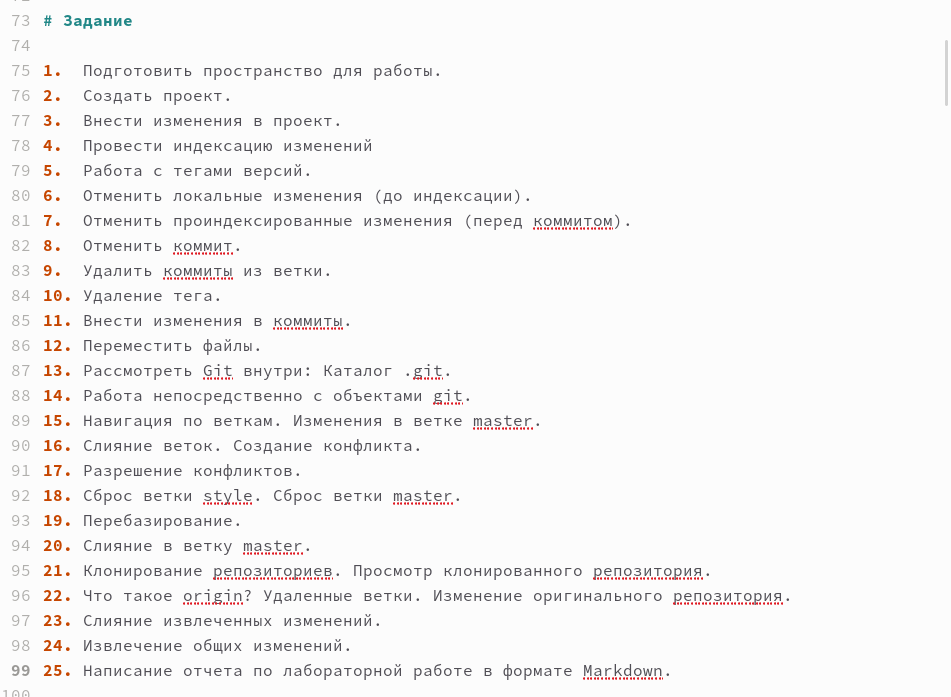 73 # Задание
74
75 1. Подготовить пространство для работы.
76 2. Создать проект.
77 3. Внести изменения в проект.
78 4. Провести индексацию изменений
79 5. Работа с тегами версий.
80 6. Отменить локальные изменения (до индексации).
81 7. Отменить проиндексированные изменения (перед коммитом).
82 8. Отменить коммит.
83 9. Удалить коммиты из ветки.
84 10. Удаление тега.
85 11. Внести изменения в коммиты.
86 12. Переместить файлы.
87 13. Рассмотреть Git внутри: Каталог .git.
88 14. Работа непосредственно с объектами git.
89 15. Навигация по веткам. Изменения в ветке master.
90 16. Слияние веток. Создание конфликта.
91 17. Разрешение конфликтов.
92 18. Сброс ветки style. Сброс ветки master.
93 19. Перебазирование.
94 20. Слияние в ветку master.
95 21. Клонирование репозиториев. Просмотр клонированного репозитория.
96 22. Что такое origin? Удаленные ветки. Изменение оригинального репозитория.
97 23. Слияние извлеченных изменений.
98 24. Извлечение общих изменений.
99 25. Написание отчета по лабораторной работе в формате Markdown.
100